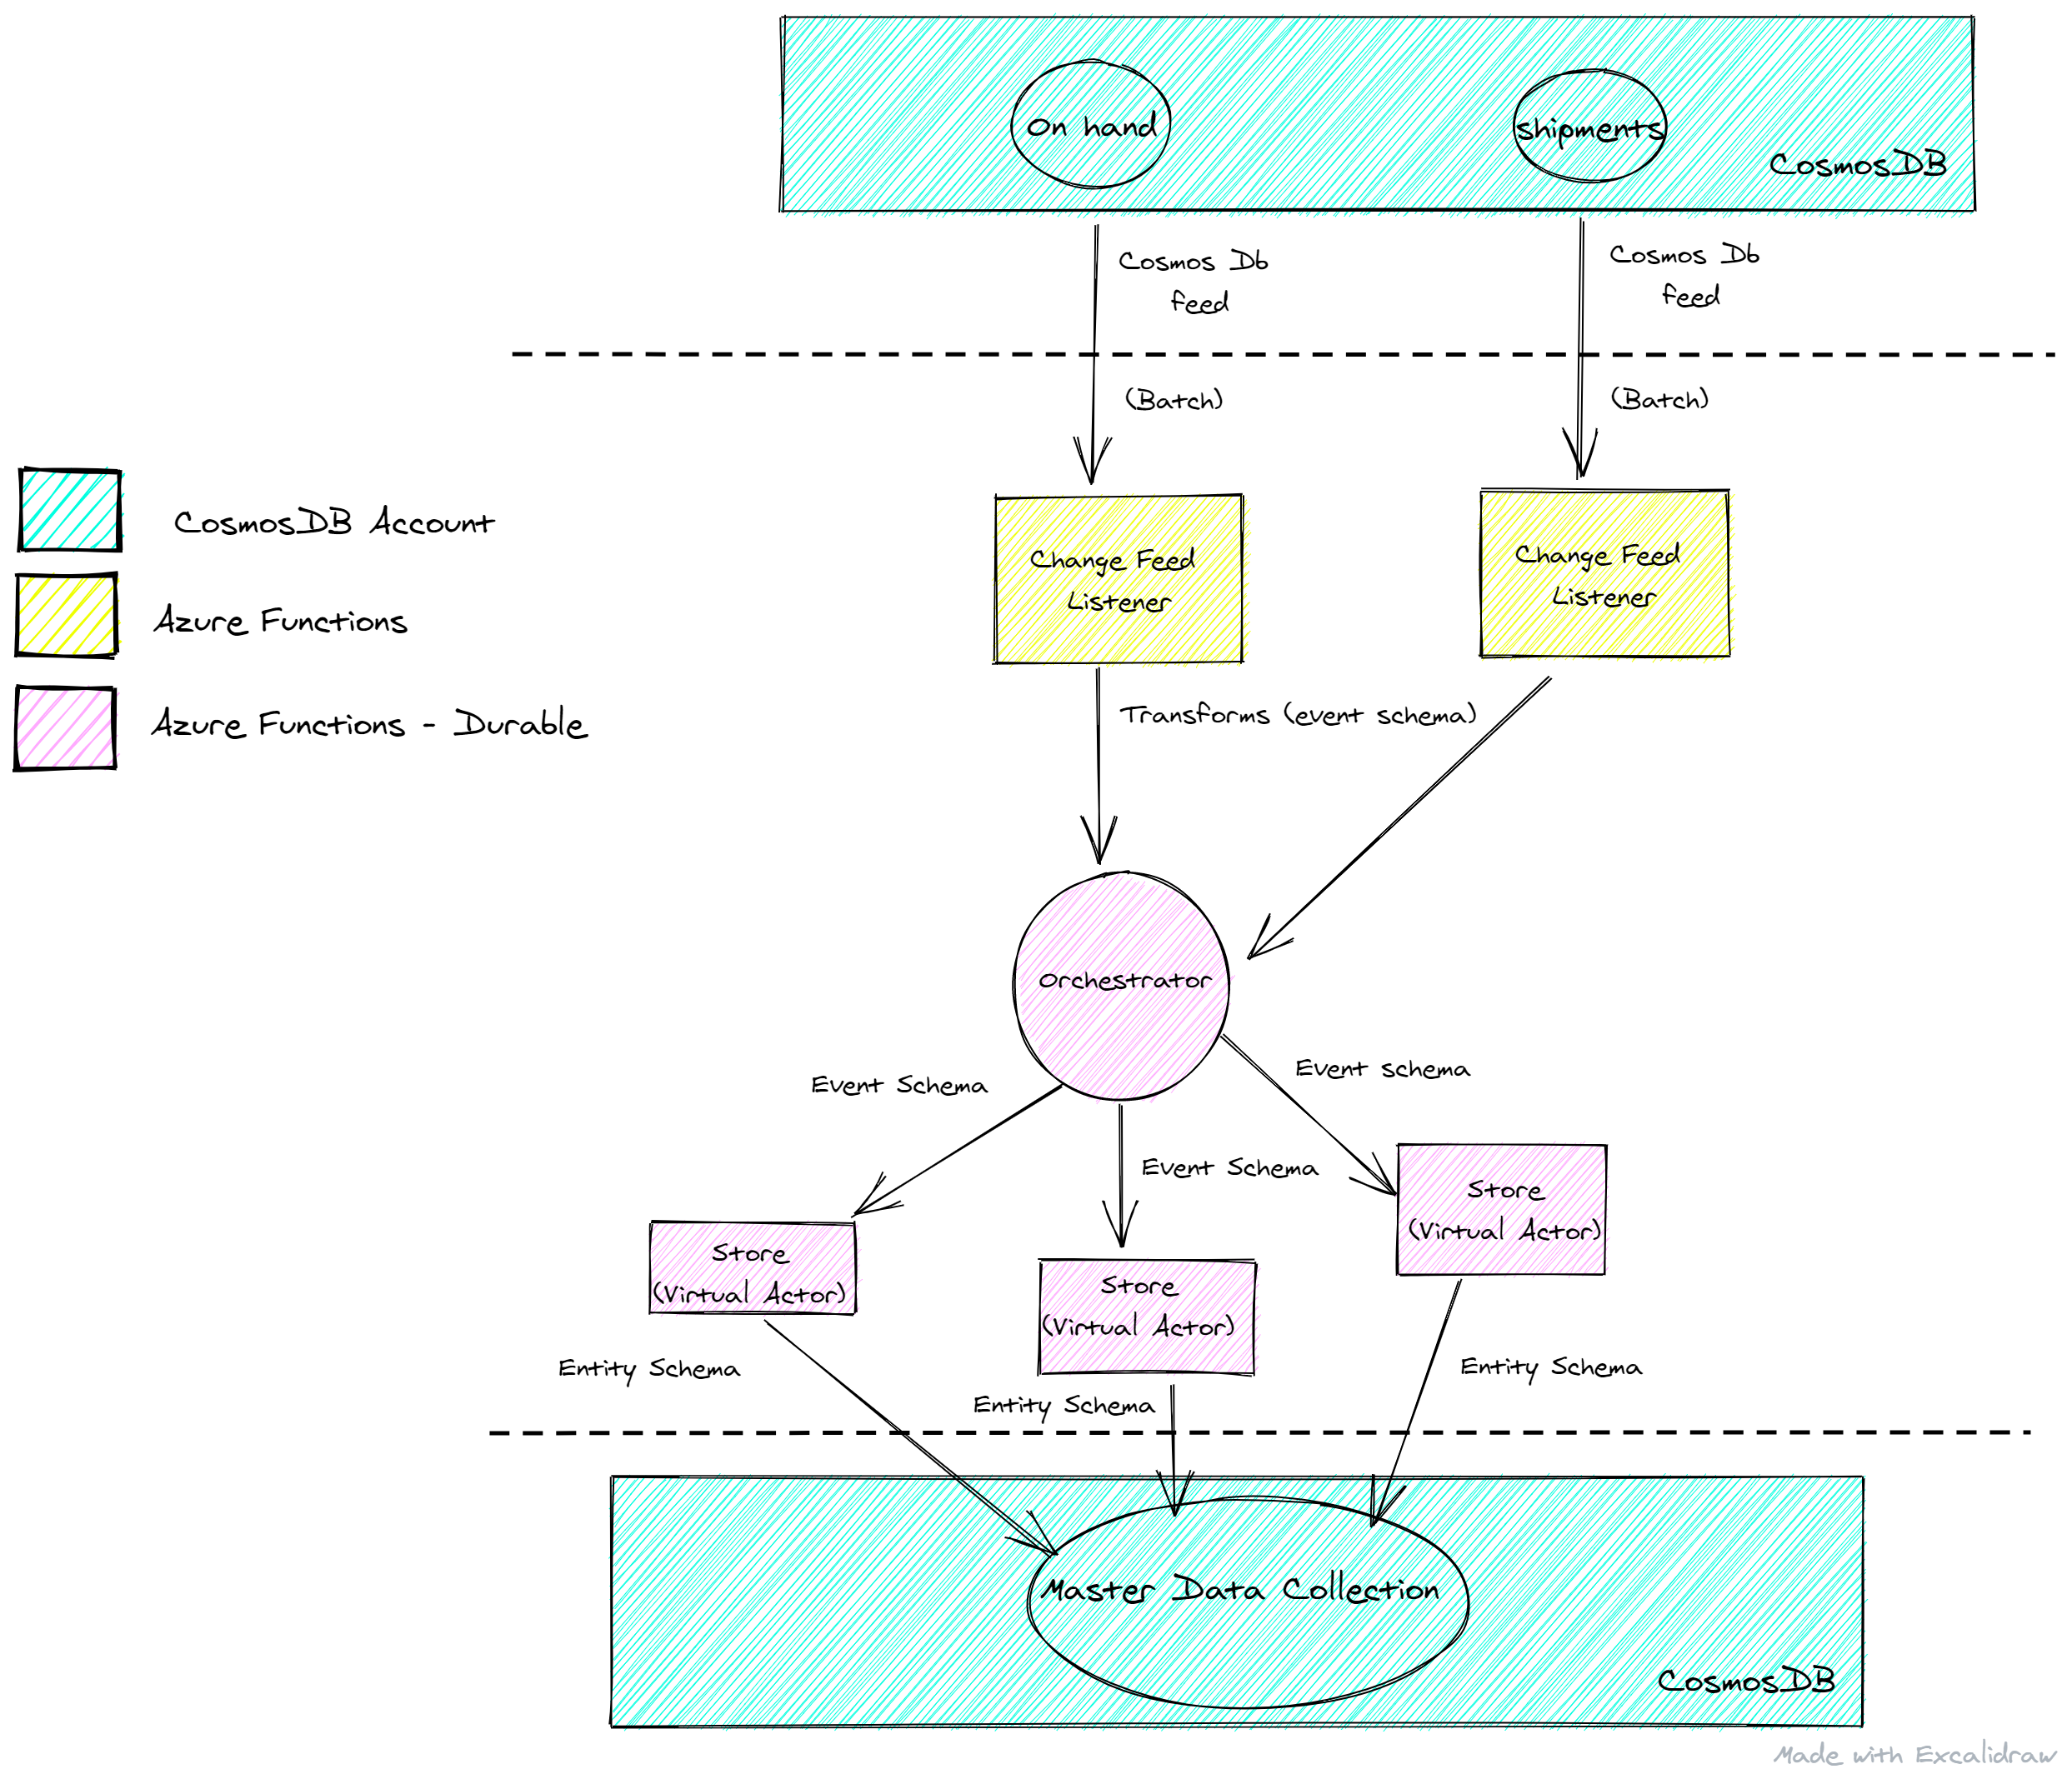 On hand
shipments
CosmosDB
Cosmos Db
feed
Cosmos Db
feed
(Batch)
(Batch)
CosmosDB Account
Azure Functions
Azure Functions - Durable
Change Feed
Listener
Change Feed
Listener
Transforms (event schema)
Orchestrator
Event Schema
Event schema
Event Schema
Store
(Virtual Actor)
Store
(Virtual Actor)
Store
(Virtual Actor)
Entity Schema
Entity Schema
Entity Schema
Master Data Collection
CosmosDB
Made with Excalidraw